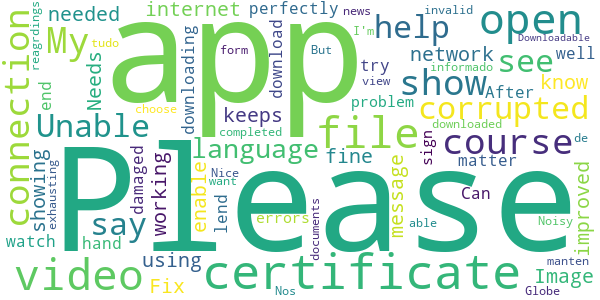 internet perfectly news invalid
needed
My
app
help
open
Downloadable
form
But
I'm
reagrdings
tudo
Needs
downloading
download
try
network
see
well
connection
end
choose
view
informado
After
know
keeps
problem
show
corrupted
Unable
file
completed
downloaded
de
language
course
sign
showing
exhausting
say
damaged
working
fine
message
matter
improved
Please
enable
Nice
want
documents
Can
able
watch
hand
lend
errors
Noisy
video
using
Fix
certificate
Image
manten
Nos
Globe